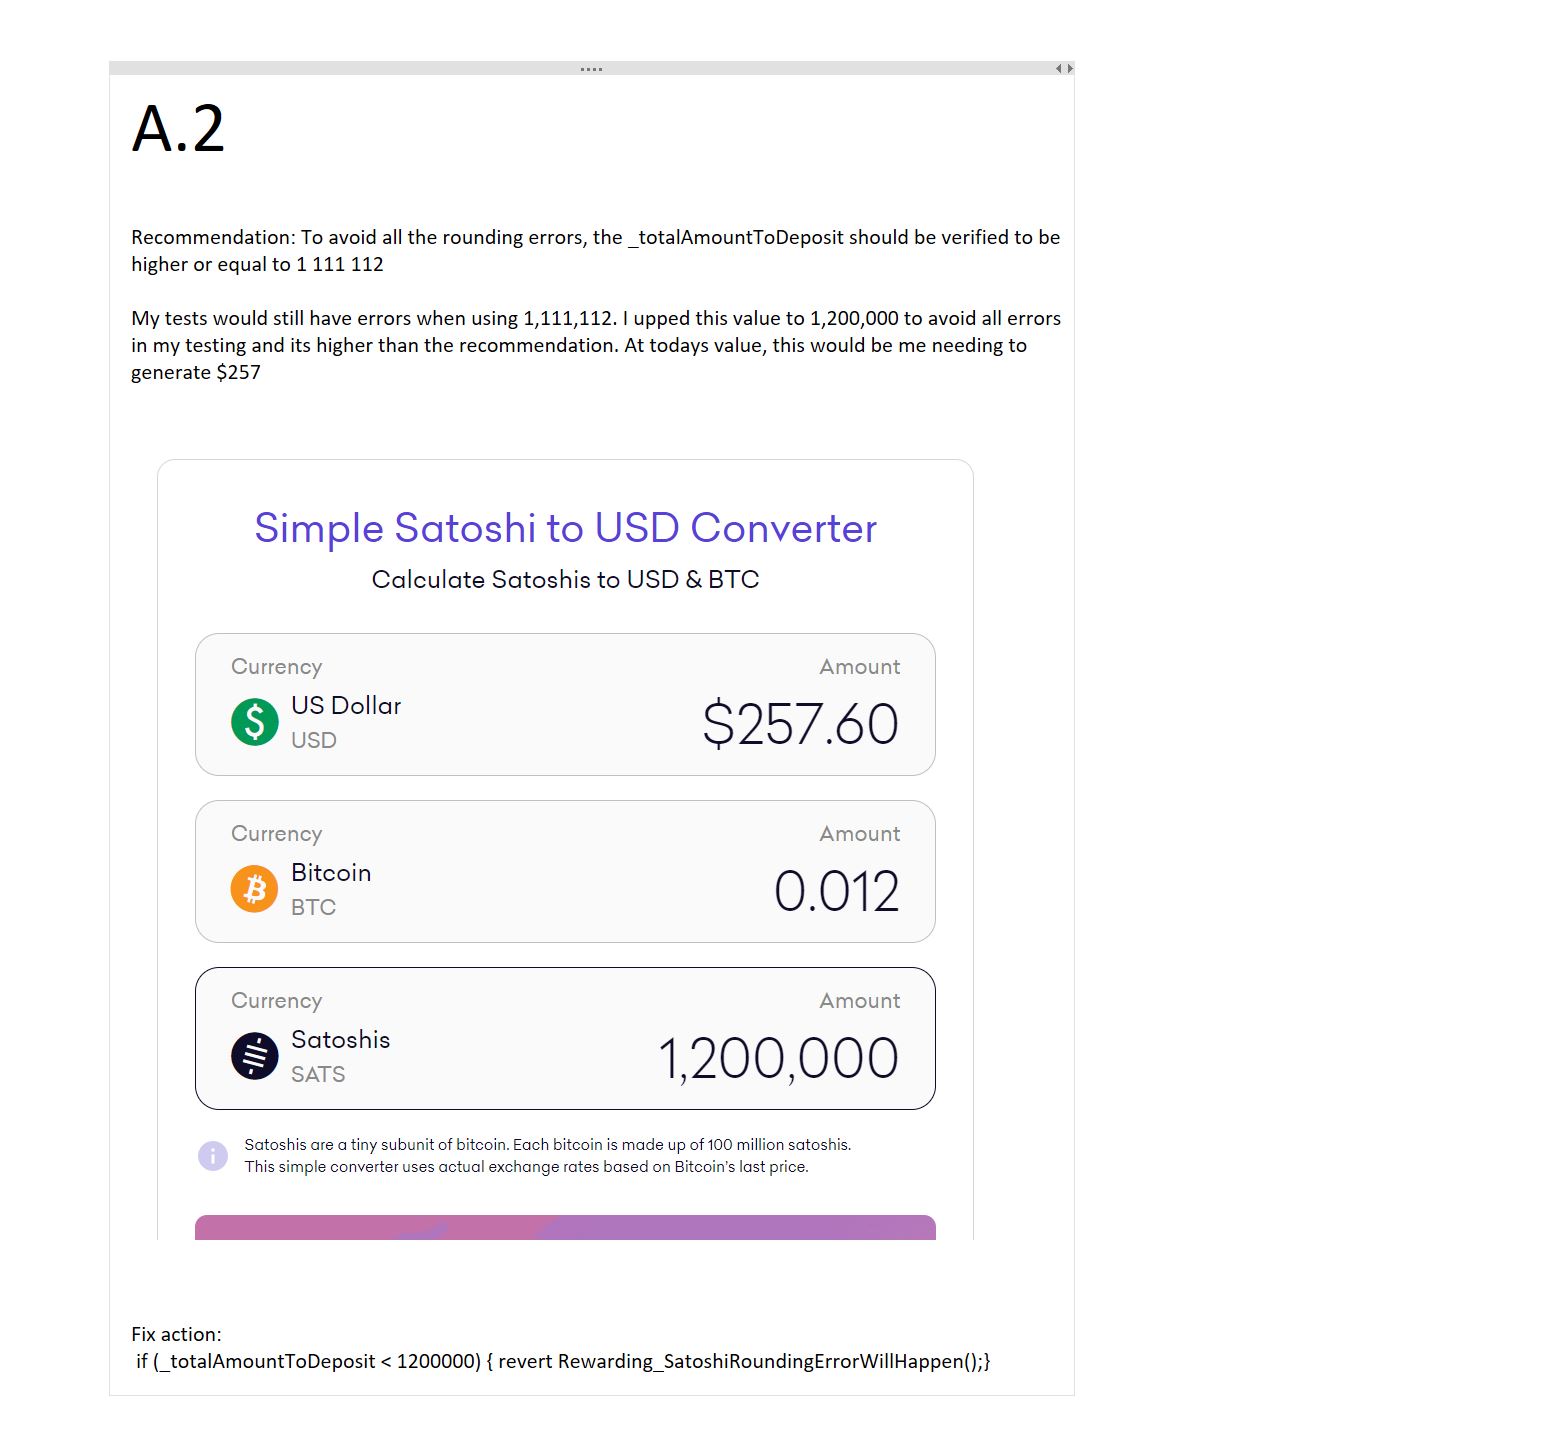 A.2
Recommendation: To avoid all the rounding errors, the _totalAmountToDeposit should be verified to be
higher or equal to 1 111 112
My tests would still have errors when using 1,111,112. I upped this value to 1,200,000 to avoid all errors
in my testing and its higher than the recommendation. At todays value, this would be me needing to
generate $257
Simple Satoshi to USD Converter
Calculate Satoshis to USD & BTC
Currency Amount
US Dollar
USD
$257.60
Currency Amount
Bitcoin
BTC
0.012
Currency Amount
Satoshis
SATS
1,200,000
Satoshis are a tiny subunit of bitcoin. Each bitcoin is made up of 100 million satoshis.
This simple converter uses actual exchange rates based on Bitcoin's last price.
Fix action:
if (_totalAmountToDeposit < 1200000) { revert Rewarding_SatoshiRoundingErrorWillHappen();}